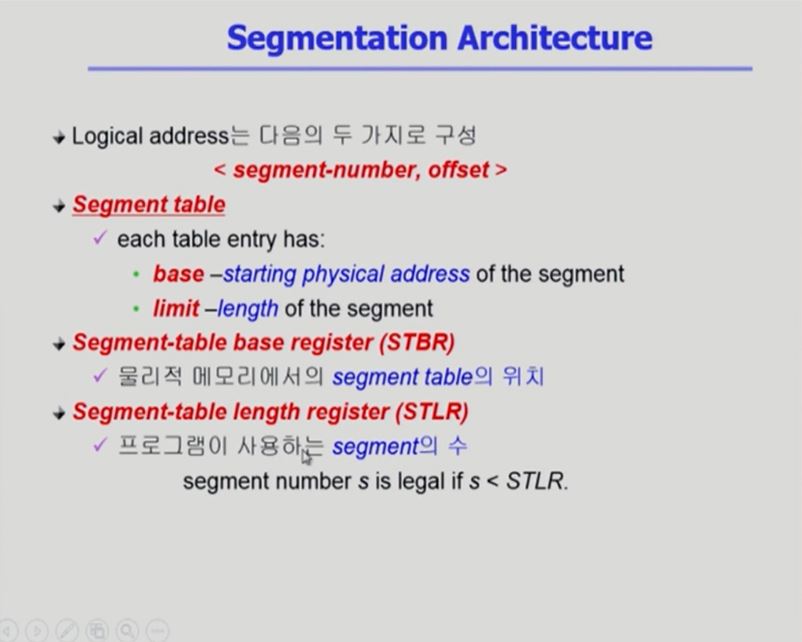 Segmentation Architecture
Logical address는 다음의 두 가지로 구성
< segment-number, offset >
Segment table
each table entry has:
base –starting physical address of the segment
limit –length of the segment
Segment-table base register (STBR)
물리적 메모리에서의 segment table의 위치
Segment-table length register (STLR)
프로그램이 사용하는 segment의 수
segment number s is legal if s < STLR.